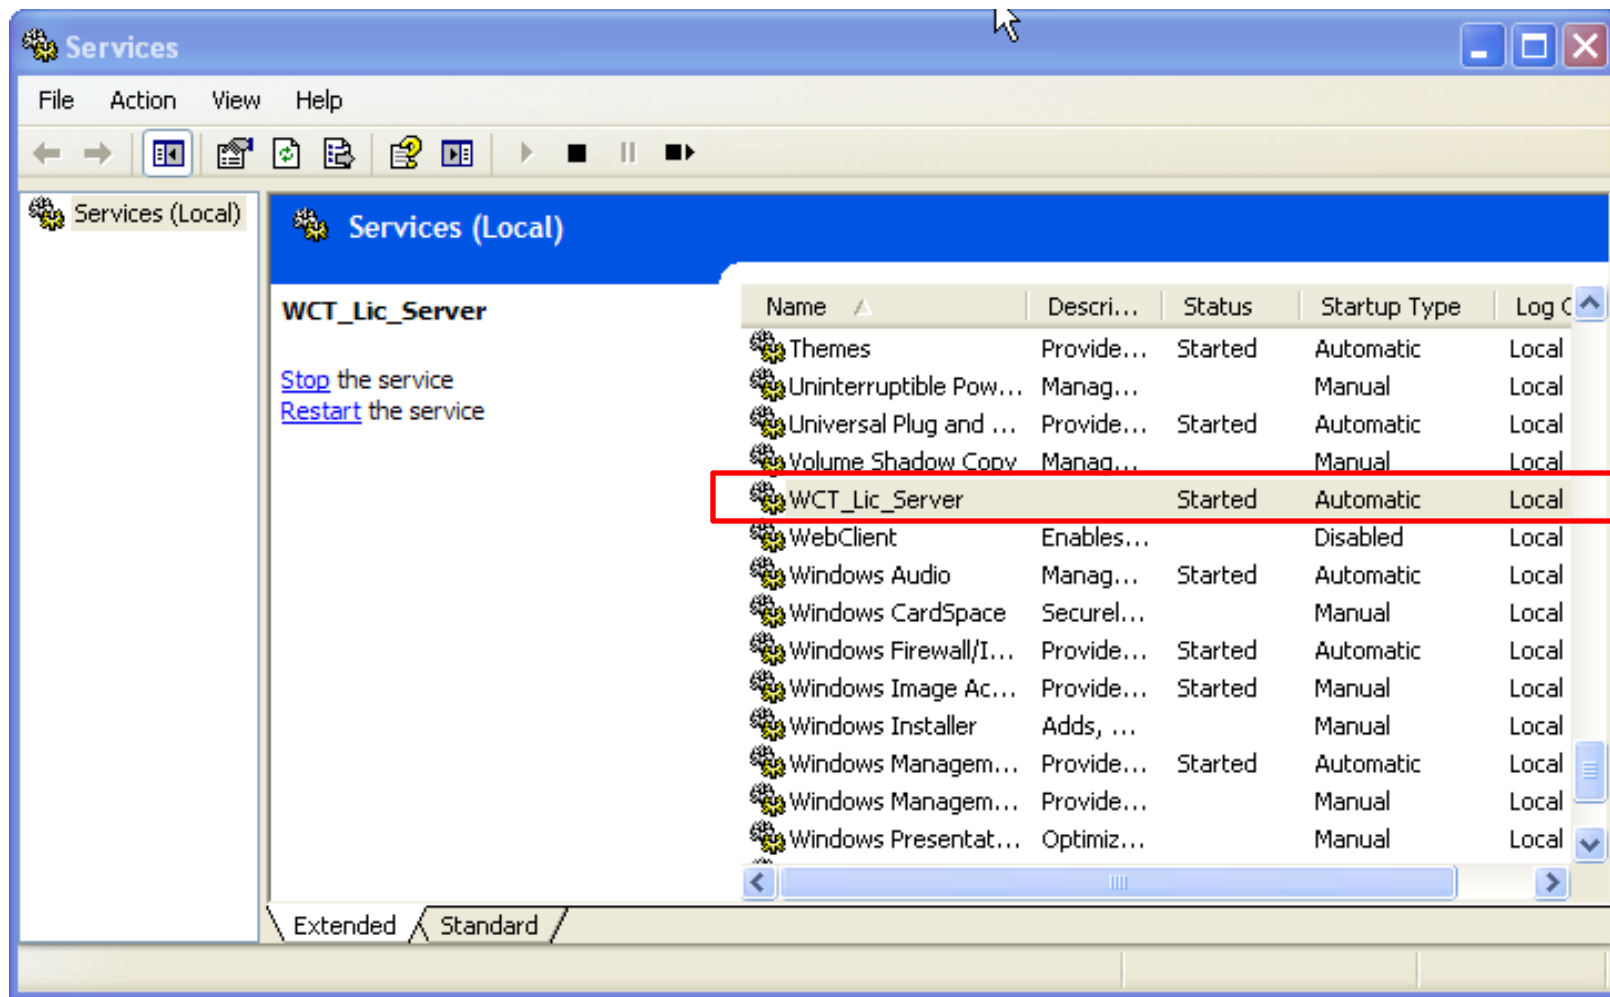 Services
File Action View Help
Services (Local)
Services (Local)
WCT_Lic_Server
Stop the service
Restart the service
Name Descri... Status Startup Type Log O
Themes Provide... Started Automatic Local
Uninterruptible Pow... Manag... Manual Local
Universal Plug and ... Provide... Started Automatic Local
Volume Shadow Copy Manag... Manual Local
WCT_Lic_Server Started Automatic Local
WebClient Enables... Disabled Local
Windows Audio Manag... Started Automatic Local
Windows CardSpace Securel... Manual Local
Windows Firewall/I... Provide... Started Automatic Local
Windows Image Ac... Provide... Started Manual Local
Windows Installer Adds, ... Manual Local
Windows Managem... Provide... Started Automatic Local
Windows Managem... Provide... Manual Local
Windows Presentat... Optimiz... Manual Local
Extended Standard